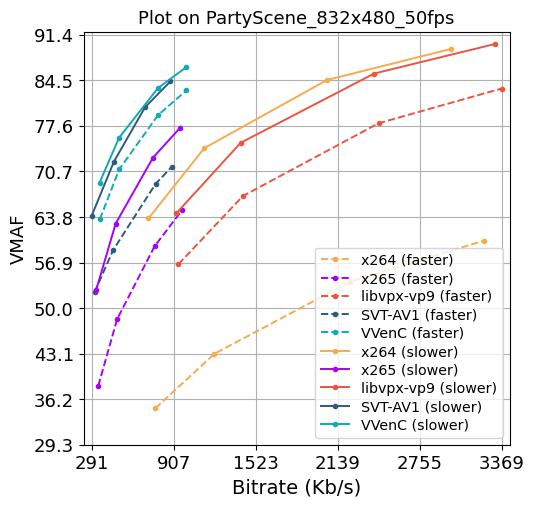 Plot on PartyScene_832x480_50fps
VMAF
91.4
84.5
77.6
70.7
63.8
56.9
50.0
43.1
36.2
29.3
x264 (faster)
x265 (faster)
libvpx-vp9 (faster)
SVT-AV1 (faster)
VVenC (faster)
x264 (slower)
x265 (slower)
libvpx-vp9 (slower)
SVT-AV1 (slower)
VVenC (slower)
291 907 1523 2139 2755 3369
Bitrate (Kb/s)